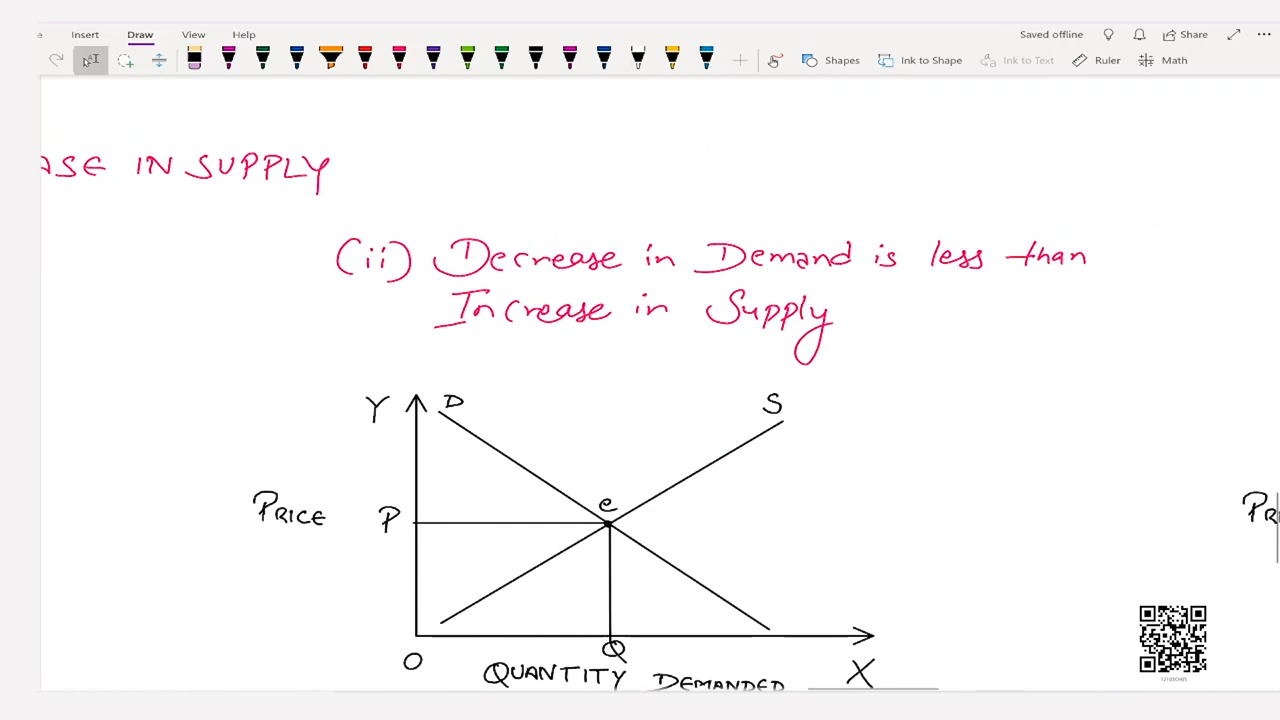 Insert Draw View Help Saved offline Share
Shapes Ink to Shape Ink to Text Ruler Math
IN SUPPLY
(ii) Decrease in Demand is less than
Increase in Supply
Y D S
e
PRICE P
O Q X
QUANTITY DEMANDED
12103CH05